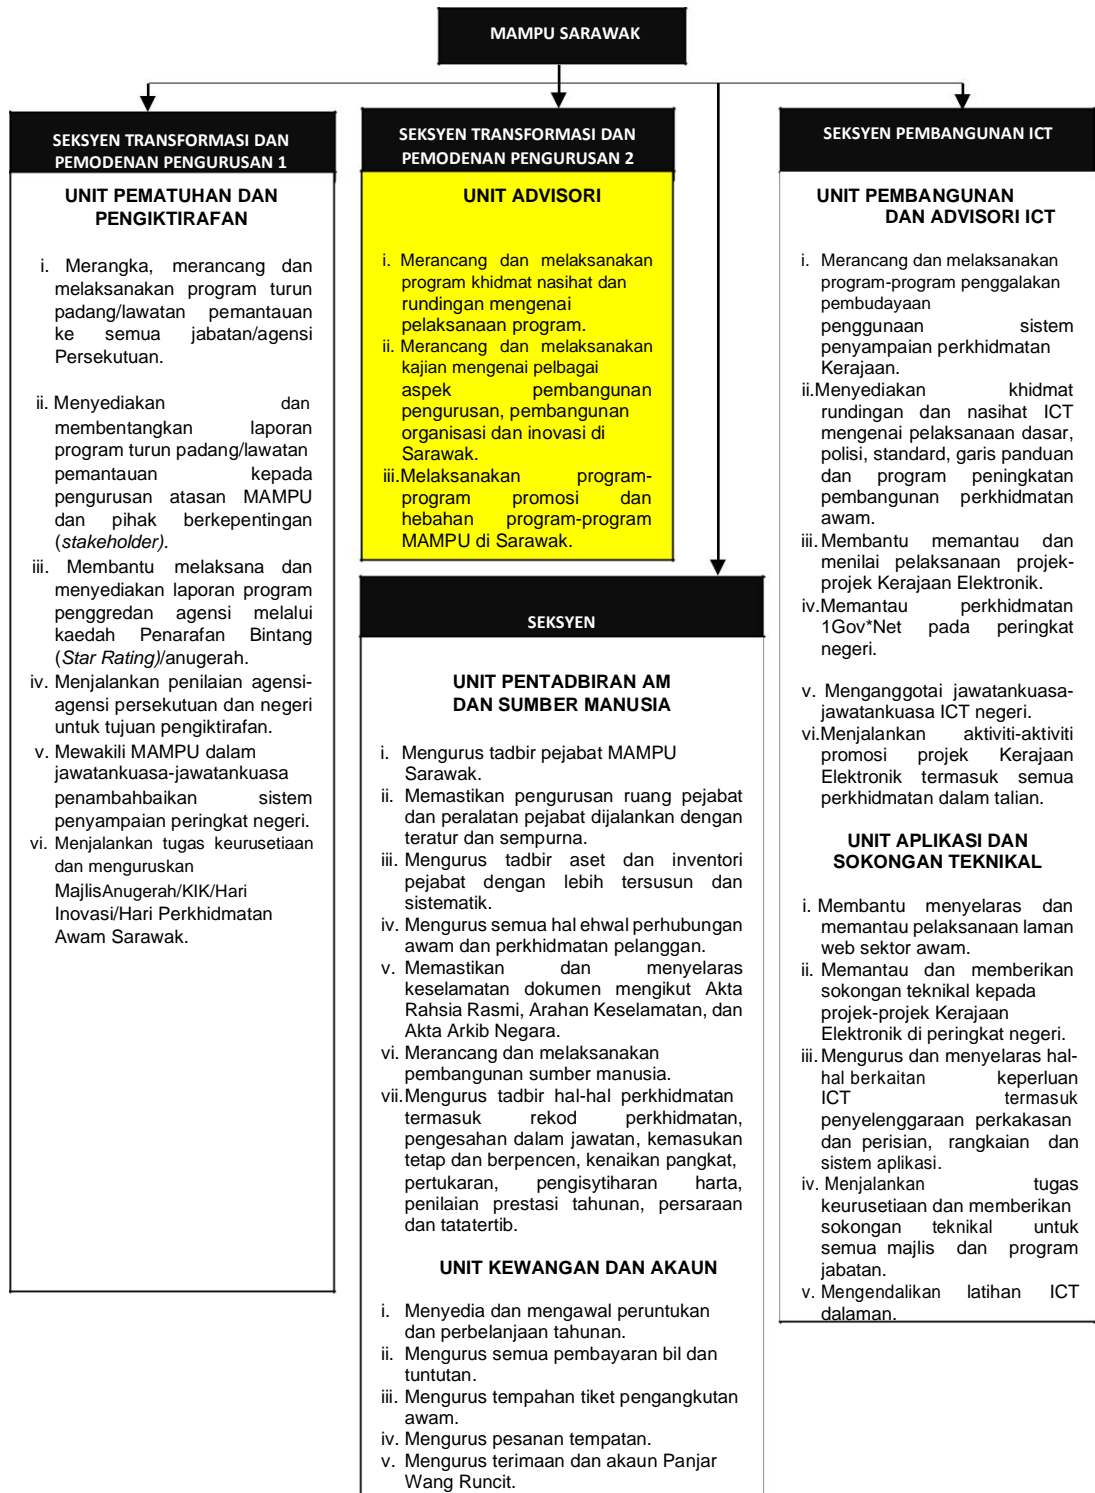 MAMPU SARAWAK
SEKSYEN TRANSFORMASI DAN
PEMODENAN PENGURUSAN 1
UNIT PEMATUHAN DAN
PENGIKTIRAFAN
i. Merangka, merancang dan
melaksanakan program turun
padang/lawatan pemantauan
ke semua jabatan/agensi
Persekutuan.
ii. Menyediakan dan
membentangkan laporan
program turun padang/lawatan
pemantauan kepada
pengurusan atasan MAMPU
dan pihak berkepentingan
(stakeholder).
iii. Membantu melaksana dan
menyediakan laporan program
penggredan agensi melalui
kaedah Penarafan Bintang
(Star Rating)/anugerah.
iv. Menjalankan penilaian agensi-
agensi persekutuan dan negeri
untuk tujuan pengiktirafan.
v. Mewakili MAMPU dalam
jawatankuasa-jawatankuasa
penambahbaikan sistem
penyampaian peringkat negeri.
vi. Menjalankan tugas keurusetiaan
dan menguruskan
MajlisAnugerah/KIK/Hari
Inovasi/Hari Perkhidmatan
Awam Sarawak.
SEKSYEN TRANSFORMASI DAN
PEMODENAN PENGURUSAN 2
UNIT ADVISORI
i. Merancang dan melaksanakan
program khidmat nasihat dan
rundingan mengenai
pelaksanaan program.
ii. Merancang dan melaksanakan
kajian mengenai pelbagai
aspek pembangunan
pengurusan, pembangunan
organisasi dan inovasi di
Sarawak.
iii.Melaksanakan program-
program promosi dan
hebahan program-program
MAMPU di Sarawak.
SEKSYEN
UNIT PENTADBIRAN AM
DAN SUMBER MANUSIA
i. Mengurus tadbir pejabat MAMPU
Sarawak.
ii. Memastikan pengurusan ruang pejabat
dan peralatan pejabat dijalankan dengan
teratur dan sempurna.
iii. Mengurus tadbir aset dan inventori
pejabat dengan lebih tersusun dan
sistematik.
iv. Mengurus semua hal ehwal perhubungan
awam dan perkhidmatan pelanggan.
v. Memastikan dan menyelaras
keselamatan dokumen mengikut Akta
Rahsia Rasmi, Arahan Keselamatan, dan
Akta Arkib Negara.
vi. Merancang dan melaksanakan
pembangunan sumber manusia.
vii.Mengurus tadbir hal-hal perkhidmatan
termasuk rekod perkhidmatan,
pengesahan dalam jawatan, kemasukan
tetap dan berpencen, kenaikan pangkat,
pertukaran, pengisytiharan harta,
penilaian prestasi tahunan, persaraan
dan tatatertib.
UNIT KEWANGAN DAN AKAUN
i. Menyedia dan mengawal peruntukan
dan perbelanjaan tahunan.
ii. Mengurus semua pembayaran bil dan
tuntutan.
iii. Mengurus tempahan tiket pengangkutan
awam.
iv. Mengurus pesanan tempatan.
v. Mengurus terimaan dan akaun Panjar
Wang Runcit.
SEKSYEN PEMBANGUNAN ICT
UNIT PEMBANGUNAN
DAN ADVISORI ICT
i. Merancang dan melaksanakan
program-program penggalakan
pembudayaan
penggunaan sistem
penyampaian perkhidmatan
Kerajaan.
ii.Menyediakan khidmat
rundingan dan nasihat ICT
mengenai pelaksanaan dasar,
polisi, standard, garis panduan
dan program peningkatan
pembangunan perkhidmatan
awam.
iii. Membantu memantau dan
menilai pelaksanaan projek-
projek Kerajaan Elektronik.
iv.Memantau perkhidmatan
1Gov*Net pada peringkat
negeri.
v. Menganggotai jawatankuasa-
jawatankuasa ICT negeri.
vi.Menjalankan aktiviti-aktiviti
promosi projek Kerajaan
Elektronik termasuk semua
perkhidmatan dalam talian.
UNIT APLIKASI DAN
SOKONGAN TEKNIKAL
i. Membantu menyelaras dan
memantau pelaksanaan laman
web sektor awam.
ii. Memantau dan memberikan
sokongan teknikal kepada
projek-projek Kerajaan
Elektronik di peringkat negeri.
iii. Mengurus dan menyelaras hal-
hal berkaitan keperluan
ICT termasuk
penyelenggaraan perkakasan
dan perisian, rangkaian dan
sistem aplikasi.
iv. Menjalankan tugas
keurusetiaan dan memberikan
sokongan teknikal untuk
semua majlis dan program
jabatan.
v. Mengendalikan latihan ICT
dalaman.